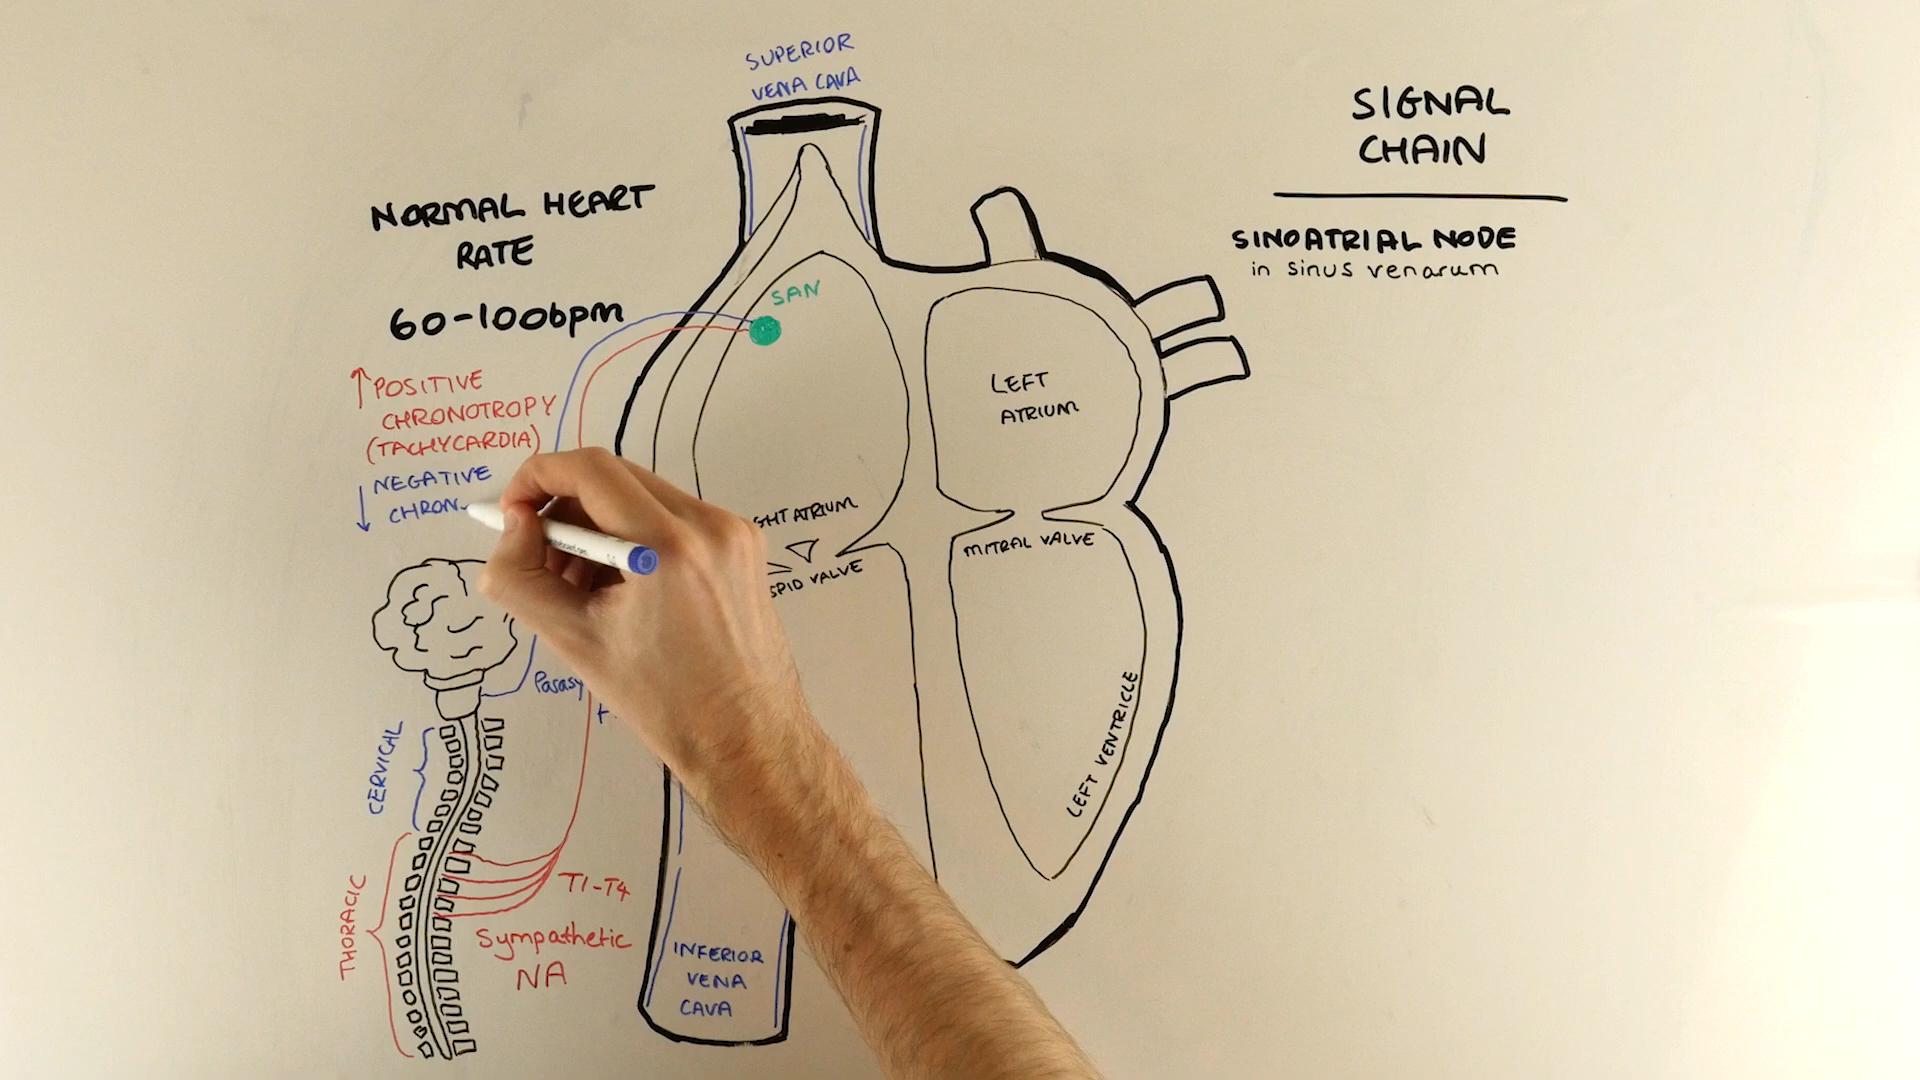 SUPERIOR
VENA CAVA
SIGNAL
CHAIN
SINOATRIAL NODE
in sinus venarum
NORMAL HEART
RATE
60-100bpm
↑ POSITIVE
CHRONOTROPY
(TACHYCARDIA)
↓ NEGATIVE
CHRON
SAN
LEFT
ATRIUM
GHT ATRIUM
SPID VALVE
MITRAL VALVE
LEFT VENTRICLE
Parasy
CERVICAL
THORACIC
T1-T4
Sympathetic
NA
INFERIOR
VENA
CAVA